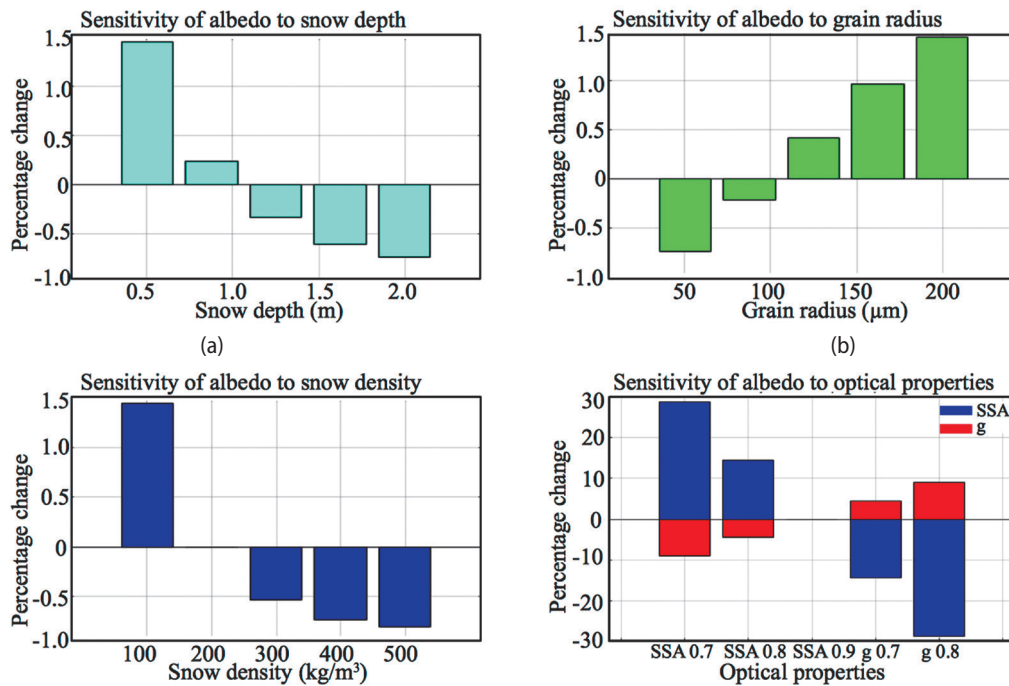 Sensitivity of albedo to snow depth
1.5
1.0
0.5
0
-0.5
-1.0
Percentage change
0.5 1.0 1.5 2.0
Snow depth (m)
(a)
Sensitivity of albedo to grain radius
1.5
1.0
0.5
0
-0.5
-1.0
Percentage change
50 100 150 200
Grain radius (µm)
(b)
Sensitivity of albedo to snow density
1.5
1.0
0.5
0
-0.5
-1.0
Percentage change
100 200 300 400 500
Snow density (kg/m³)
Sensitivity of albedo to optical properties
30
20
10
0
-10
-20
-30
Percentage change
SSA
g
SSA 0.7 SSA 0.8 SSA 0.9 g 0.7 g 0.8
Optical properties